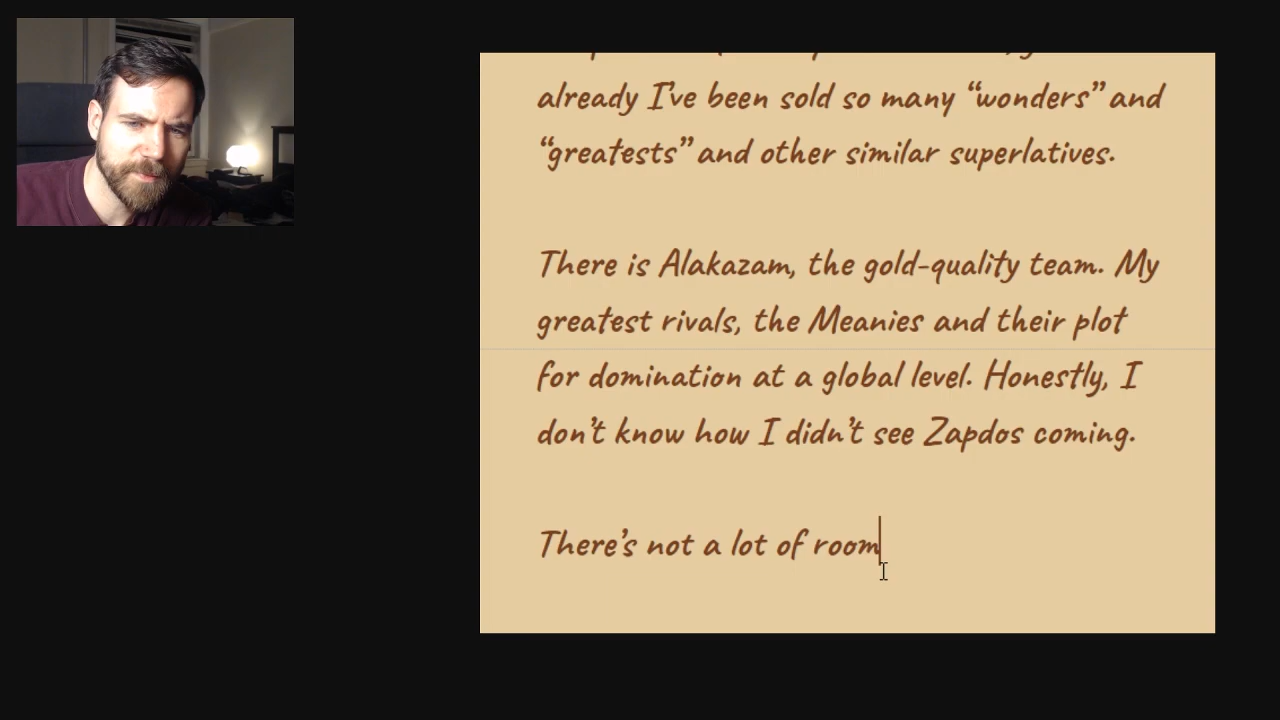 already I've been sold so many “wonders” and
“greatests” and other similar superlatives.
There is Alakazam, the gold-quality team. My
greatest rivals, the Meanies and their plot
for domination at a global level. Honestly, I
don't know how I didn't see Zapdos coming.
There's not a lot of room